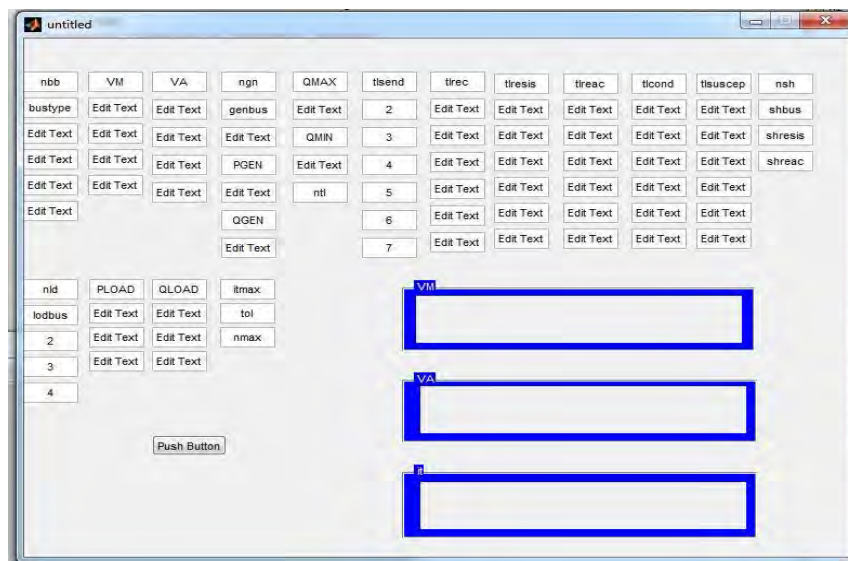 untitled
nbb VM VA ngn QMAX tlsend tlrec tlresis tlreac tlcond tlsuscep nsh
bustype Edit Text Edit Text genbus Edit Text 2 Edit Text Edit Text Edit Text Edit Text Edit Text shbus
Edit Text Edit Text Edit Text Edit Text QMIN 3 Edit Text Edit Text Edit Text Edit Text Edit Text shresis
Edit Text Edit Text Edit Text PGEN Edit Text 4 Edit Text Edit Text Edit Text Edit Text Edit Text shreac
Edit Text Edit Text Edit Text Edit Text ntl 5 Edit Text Edit Text Edit Text Edit Text Edit Text
Edit Text QGEN 6 Edit Text Edit Text Edit Text Edit Text Edit Text
Edit Text 7 Edit Text Edit Text Edit Text Edit Text Edit Text
nld PLOAD QLOAD itmax VM
lodbus Edit Text Edit Text tol
2 Edit Text Edit Text nmax
3 Edit Text Edit Text
4 VA
Push Button
it